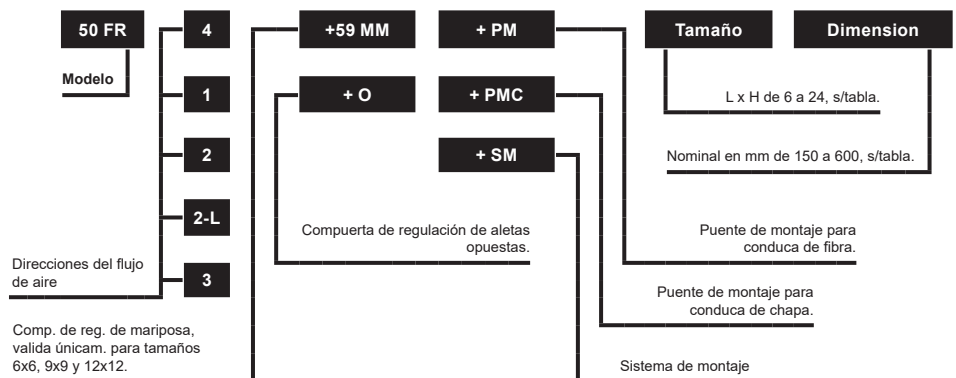 50 FR
4
+59 MM
+ PM
Tamaño
Dimension
Modelo
1
+ O
+ PMC
L x H de 6 a 24, s/tabla.
2
+ SM
Nominal en mm de 150 a 600, s/tabla.
2-L
Compuerta de regulación de aletas
opuestas.
Puente de montaje para
conduca de fibra.
Direcciones del flujo
de aire
3
Puente de montaje para
conduca de chapa.
Comp. de reg. de mariposa,
valida únicam. para tamaños
6x6, 9x9 y 12x12.
Sistema de montaje